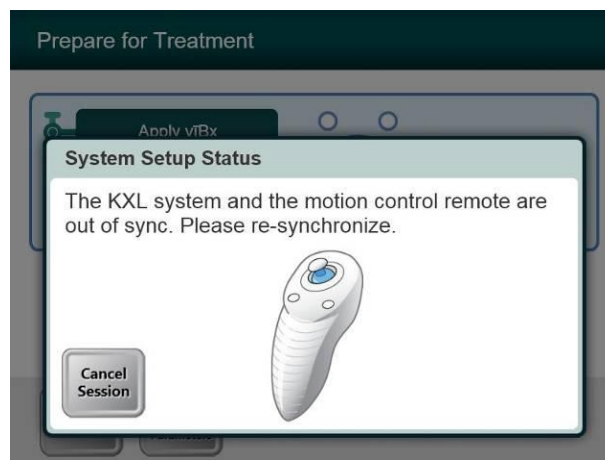 Prepare for Treatment
Apply vīBx
System Setup Status
The KXL system and the motion control remote are
out of sync. Please re-synchronize.
Cancel
Session